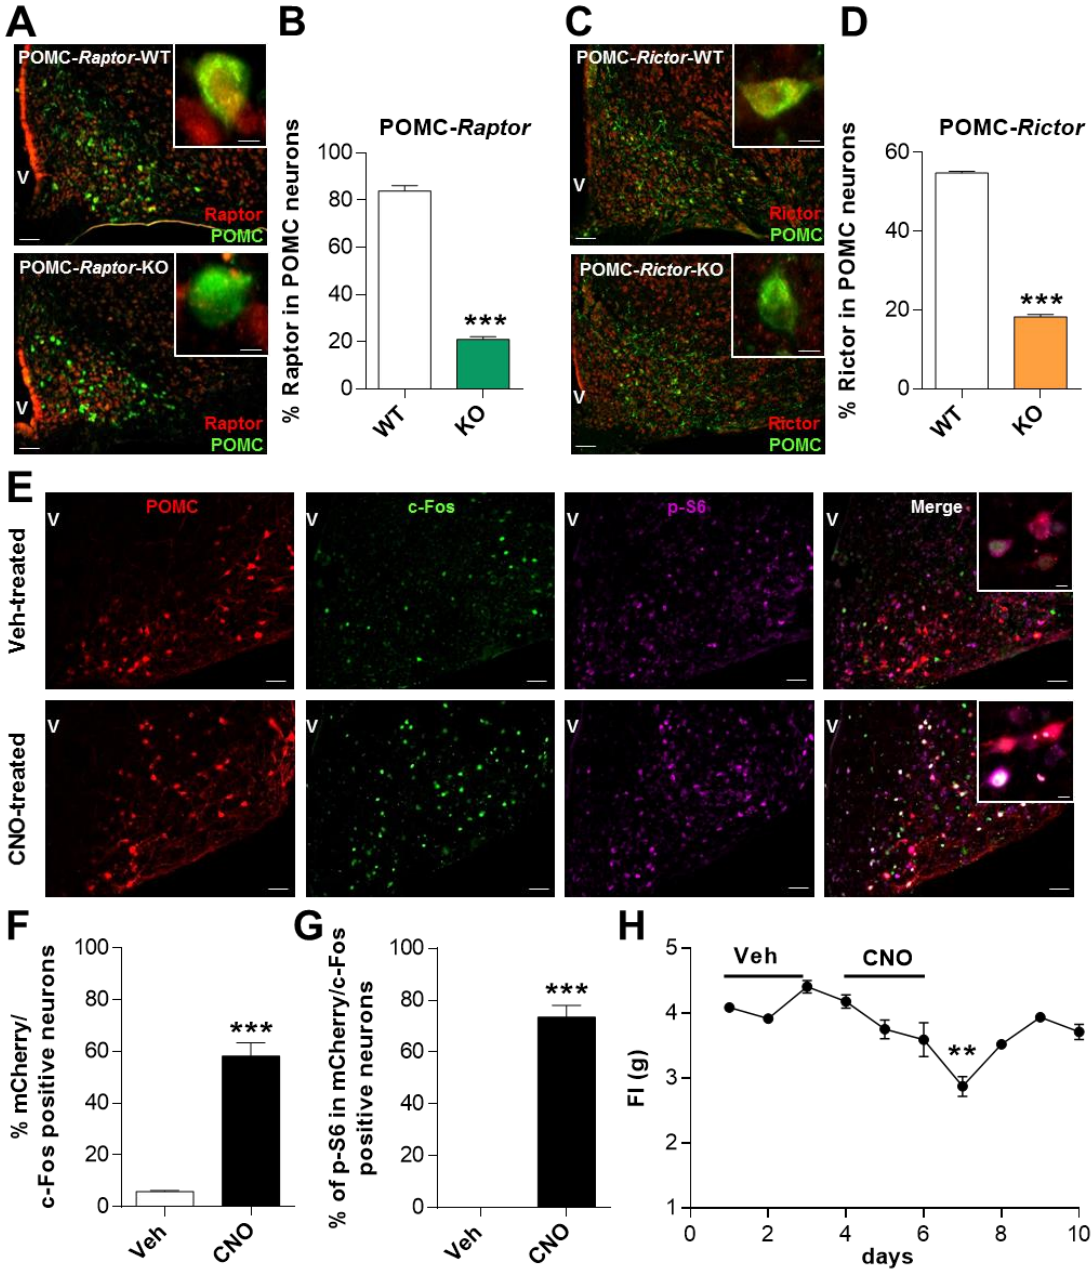 A
POMC-Raptor-WT
V
Raptor
POMC
POMC-Raptor-KO
V
Raptor
POMC
B
POMC-Raptor
% Raptor in POMC neurons
100
80
60
40
20
0
***
WT
KO
C
POMC-Rictor-WT
V
Rictor
POMC
POMC-Rictor-KO
V
Rictor
POMC
D
POMC-Rictor
% Rictor in POMC neurons
60
40
20
0
***
WT
KO
E
Veh-treated
V
POMC
V
c-Fos
V
p-S6
V
Merge
CNO-treated
V
V
V
V
F
% mCherry/
c-Fos positive neurons
100
80
60
40
20
0
***
Veh
CNO
G
% of p-S6 in mCherry/c-Fos
positive neurons
100
80
60
40
20
0
***
Veh
CNO
H
FI (g)
5
4
3
2
1
Veh
CNO
**
0
2
4
6
8
10
days